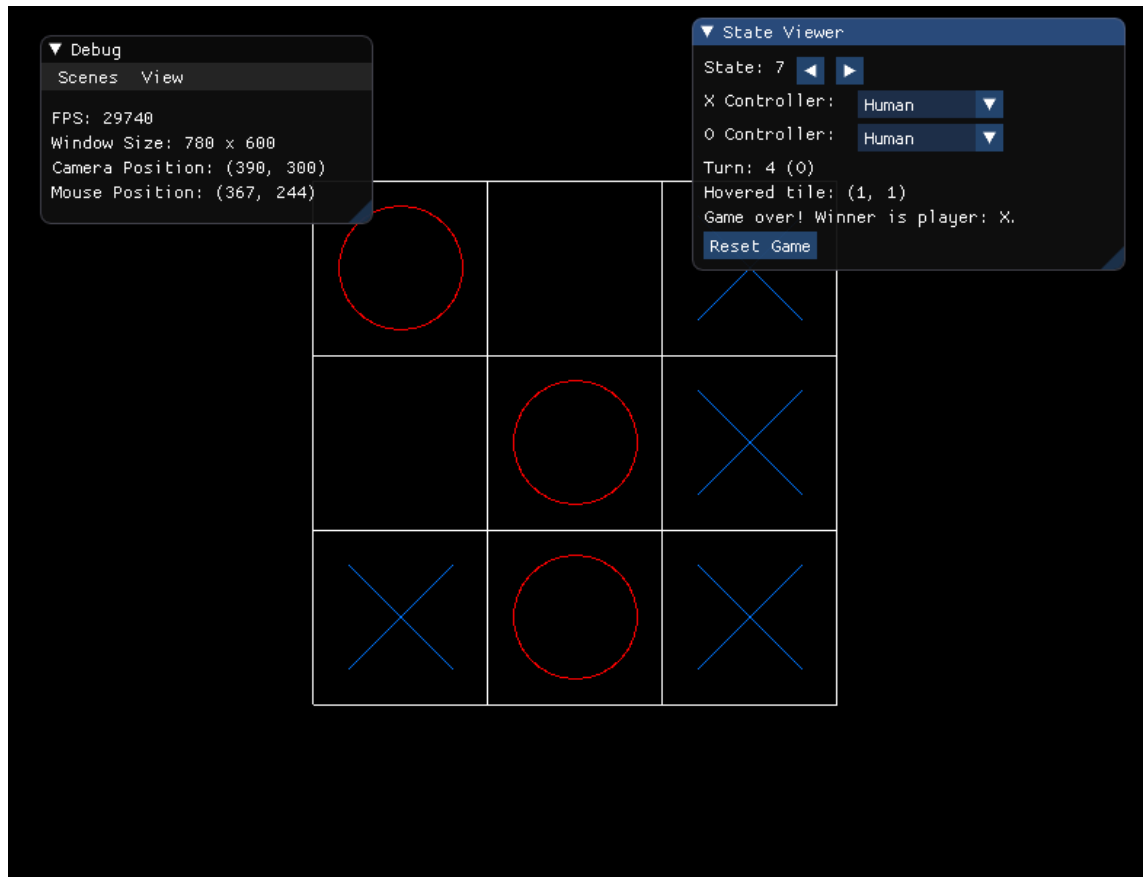 Debug
Scenes View
FPS: 29740
Window Size: 780 x 600
Camera Position: (390, 300)
Mouse Position: (367, 244)
State Viewer
State: 7
X Controller: Human
O Controller: Human
Turn: 4 (O)
Hovered tile: (1, 1)
Game over! Winner is player: X.
Reset Game